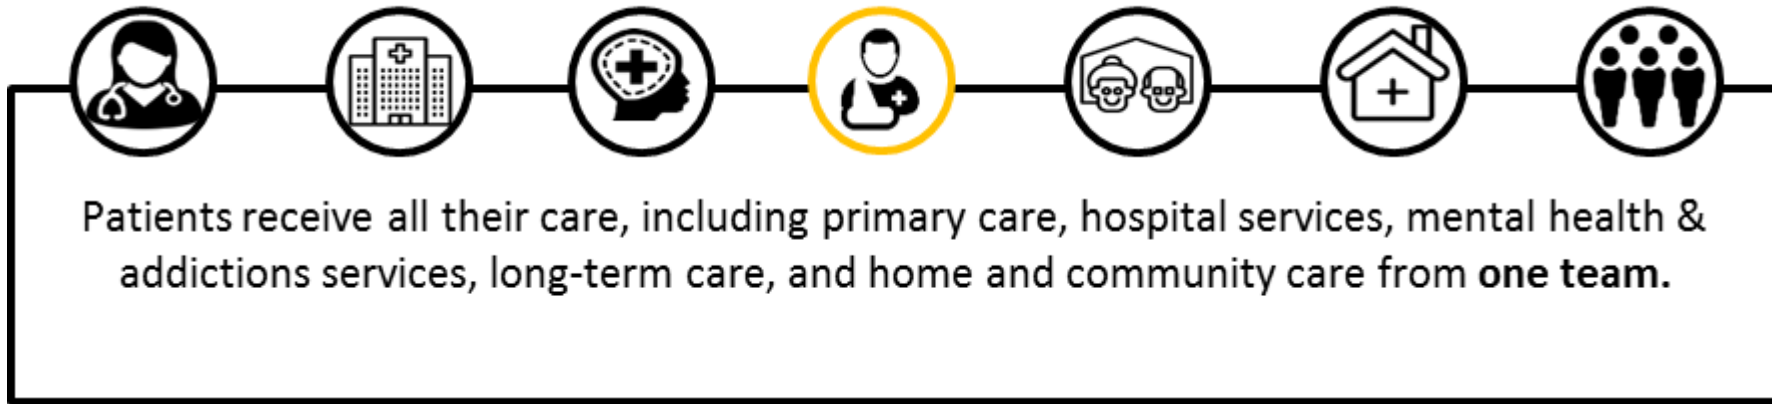 Patients receive all their care, including primary care, hospital services, mental health &
addictions services, long-term care, and home and community care from one team.